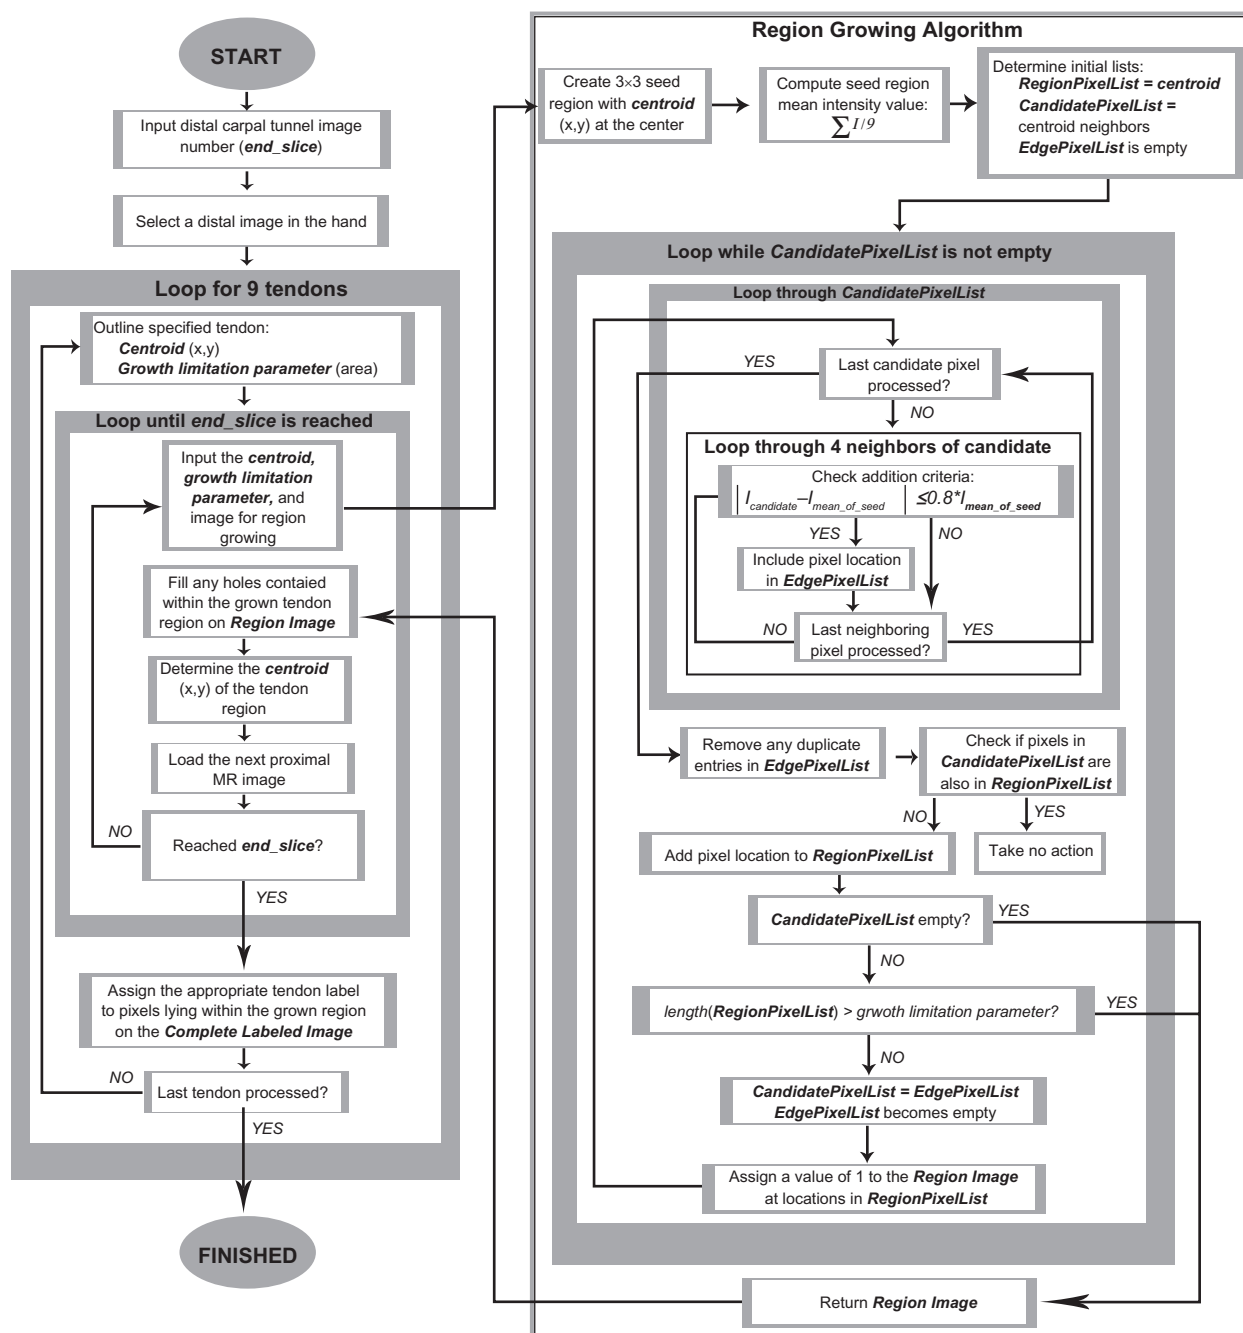 START
Input distal carpal tunnel image
number (end_slice)
Select a distal image in the hand
Loop for 9 tendons
Outline specified tendon:
Centroid (x,y)
Growth limitation parameter (area)
Loop until end_slice is reached
Input the centroid,
growth limitation
parameter, and
image for region
growing
Fill any holes contaied
within the grown tendon
region on Region Image
Determine the centroid
(x,y) of the tendon
region
Load the next proximal
MR image
NO
Reached end_slice?
YES
Assign the appropriate tendon label
to pixels lying within the grown region
on the Complete Labeled Image
NO
Last tendon processed?
YES
FINISHED
Region Growing Algorithm
Create 3×3 seed
region with centroid
(x,y) at the center
Compute seed region
mean intensity value:
∑ I/9
Determine initial lists:
RegionPixelList = centroid
CandidatePixelList =
centroid neighbors
EdgePixelList is empty
Loop while CandidatePixelList is not empty
Loop through CandidatePixelList
YES
Last candidate pixel
processed?
NO
Loop through 4 neighbors of candidate
Check addition criteria:
| I candidate – I mean_of_seed | ≤0.8*I mean_of_seed
YES
NO
Include pixel location
in EdgePixelList
NO
Last neighboring
pixel processed?
YES
Remove any duplicate
entries in EdgePixelList
Check if pixels in
CandidatePixelList are
also in RegionPixelList
NO
YES
Add pixel location to RegionPixelList
Take no action
CandidatePixelList empty?
YES
NO
length(RegionPixelList) > grwoth limitation parameter?
YES
NO
CandidatePixelList = EdgePixelList
EdgePixelList becomes empty
Assign a value of 1 to the Region Image
at locations in RegionPixelList
Return Region Image